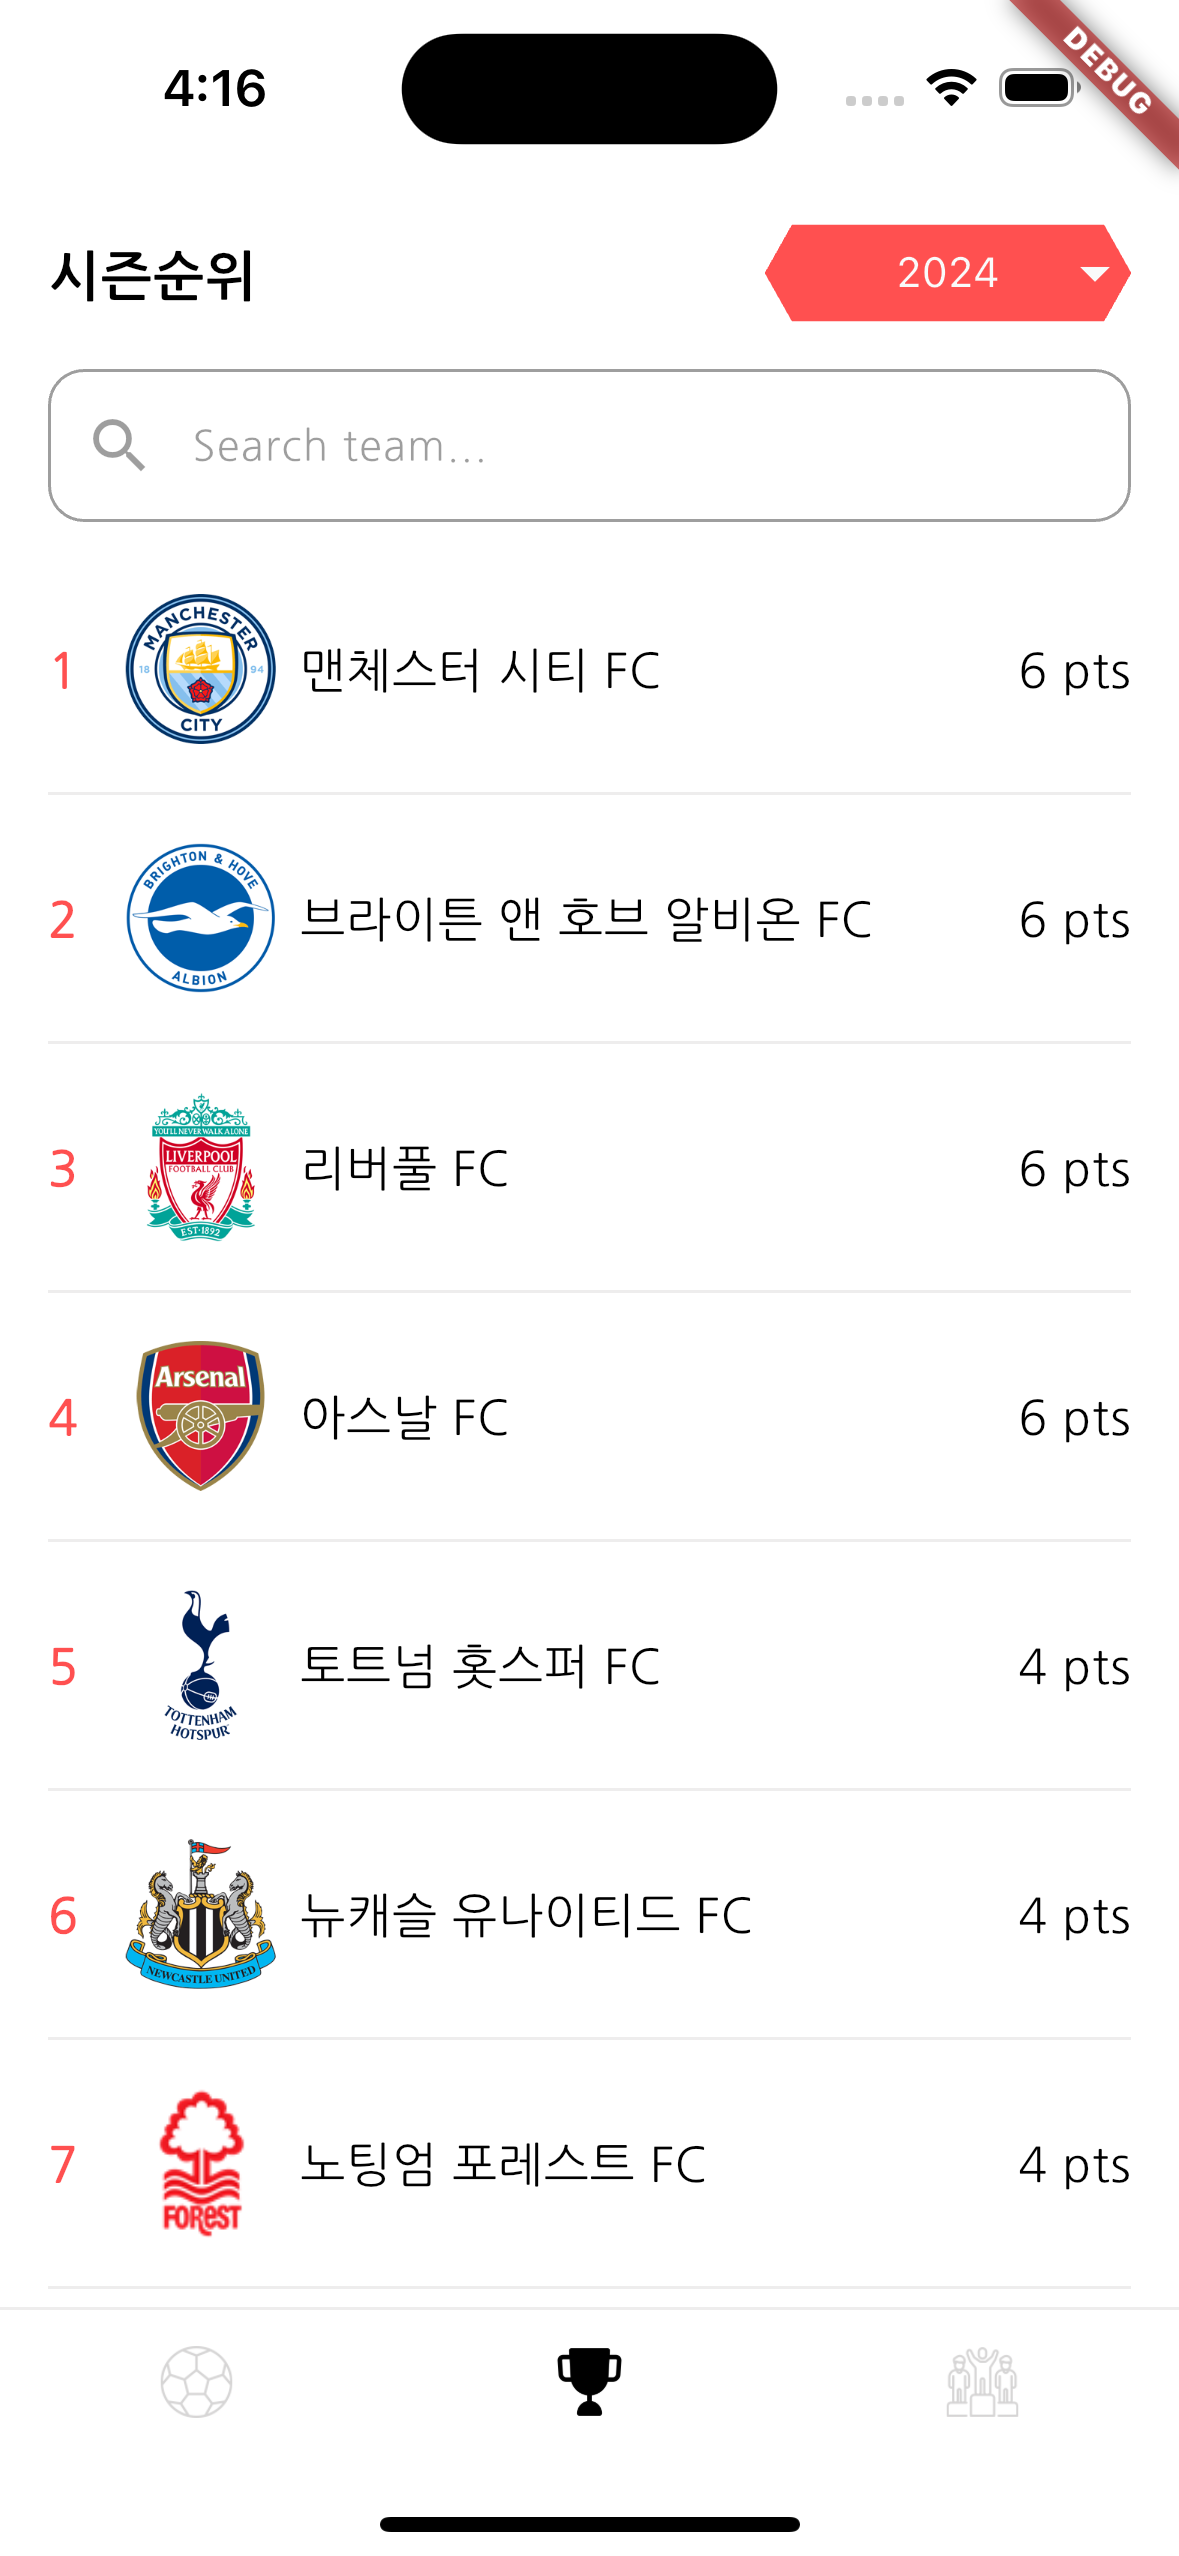 4:16
DEBUG
시즌순위
2024
Search team...
1
MANCHESTER
18 94
CITY
맨체스터 시티 FC
6 pts
2
BRIGHTON & HOVE
ALBION
브라이튼 앤 호브 알비온 FC
6 pts
3
YOU'LL NEVER WALK ALONE
LIVERPOOL
FOOTBALL CLUB
EST·1892
리버풀 FC
6 pts
4
Arsenal
아스날 FC
6 pts
5
TOTTENHAM
HOTSPUR
토트넘 홋스퍼 FC
4 pts
6
NEWCASTLE UNITED
뉴캐슬 유나이티드 FC
4 pts
7
FOREST
노팅엄 포레스트 FC
4 pts